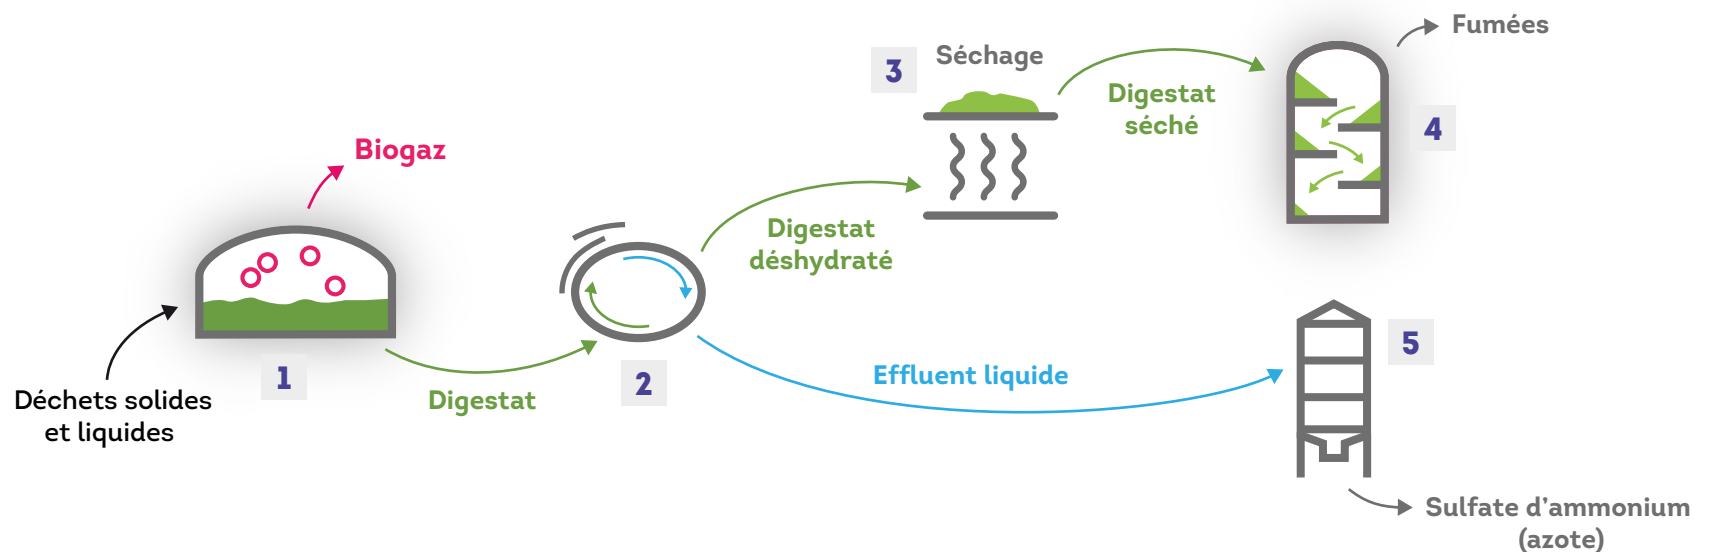 Déchets solides
et liquides
1
Biogaz
Digestat
2
Digestat
déshydraté
Effluent liquide
3
Séchage
Digestat
séché
4
Fumées
5
Sulfate d’ammonium
(azote)